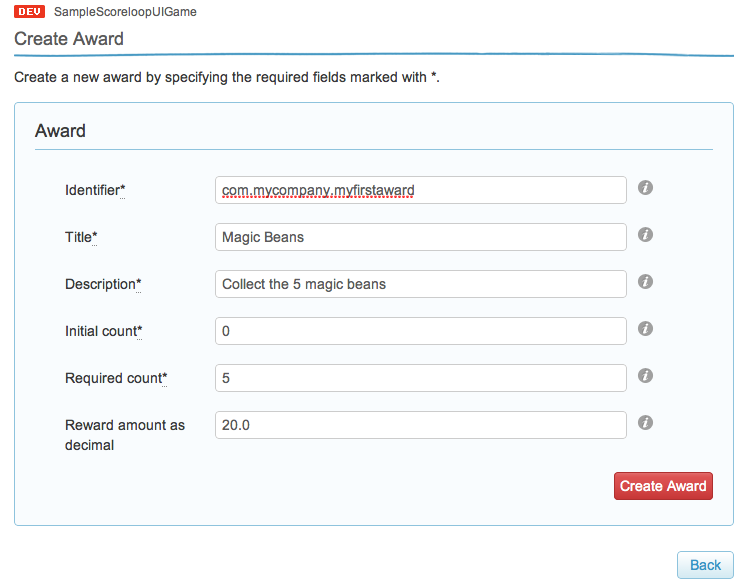 DEV SampleScoreloopUIGame
Create Award
Create a new award by specifying the required fields marked with *.
Award
Identifier* com.mycompany.myfirstaward i
Title* Magic Beans i
Description* Collect the 5 magic beans i
Initial count* 0 i
Required count* 5 i
Reward amount as 20.0 i
decimal
Create Award
Back